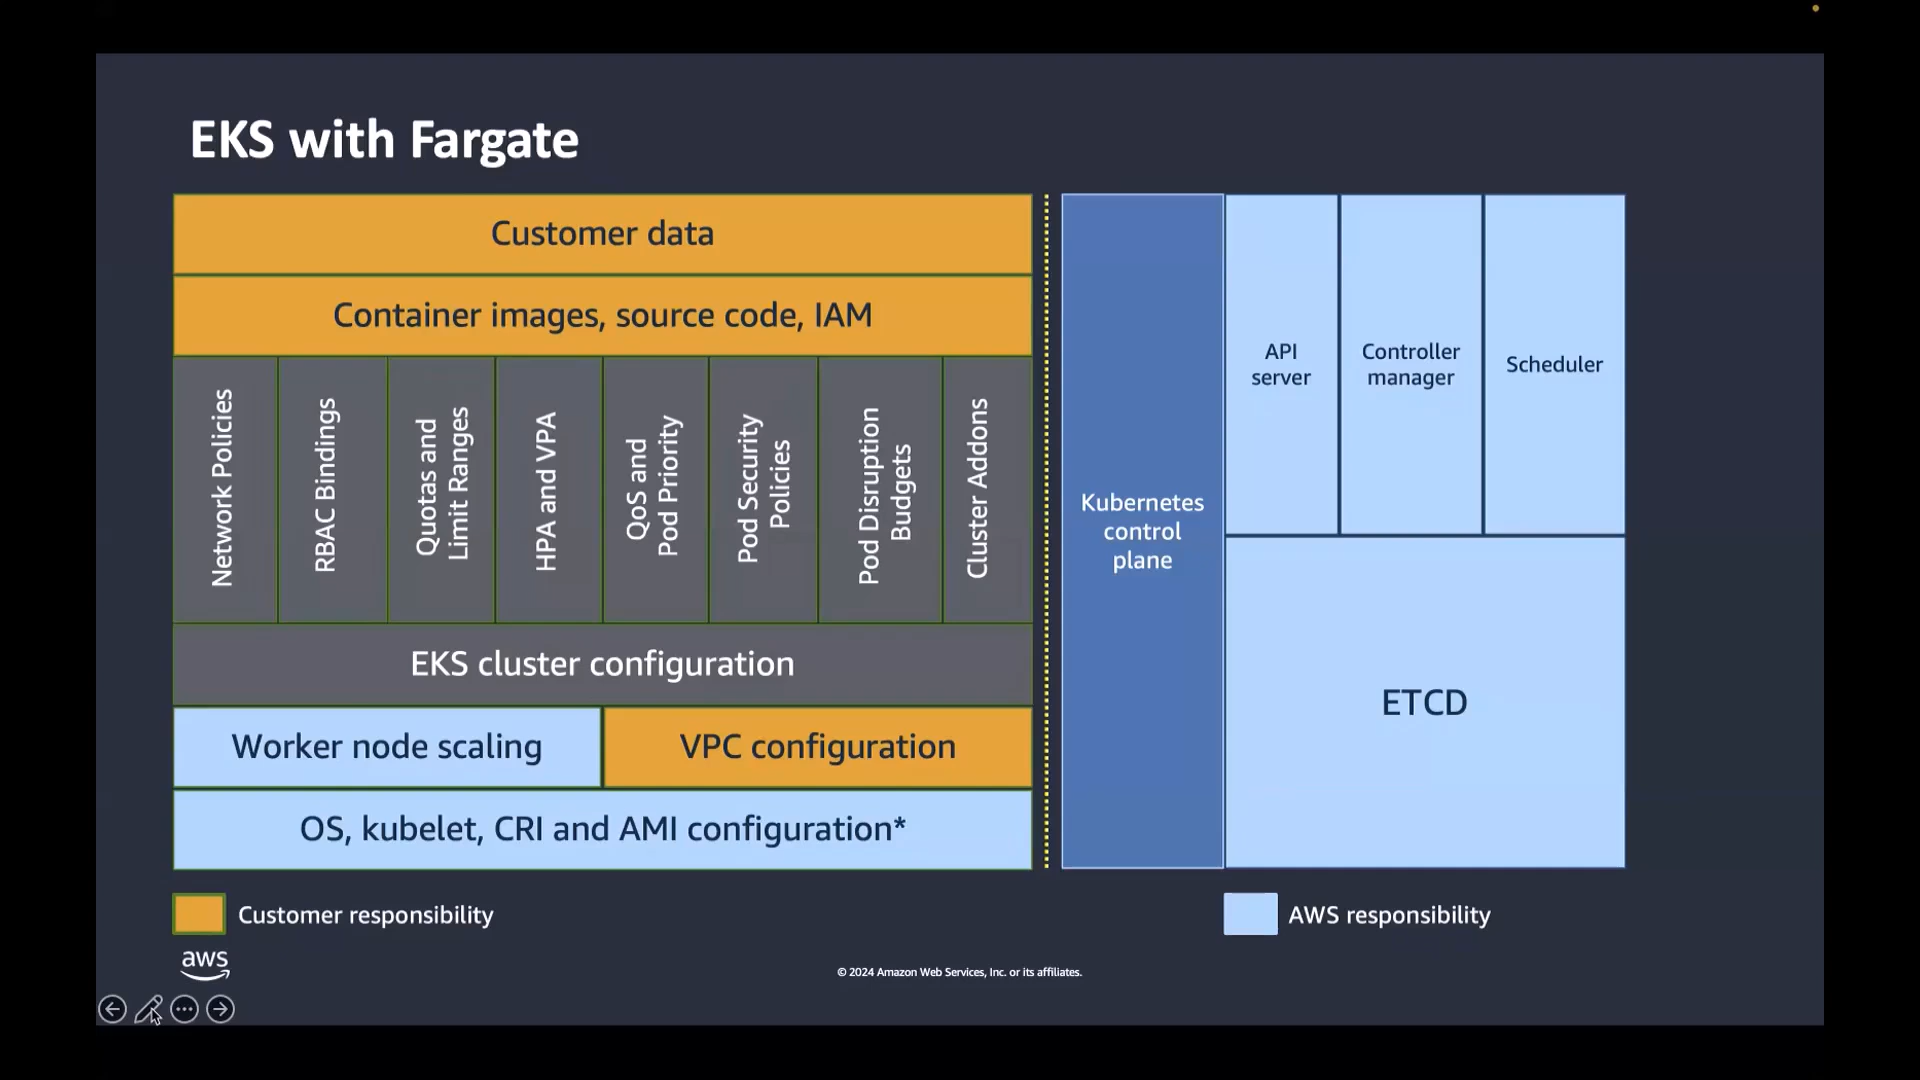 EKS with Fargate
Customer data
Container images, source code, IAM
Network Policies
RBAC Bindings
Quotas and
Limit Ranges
HPA and VPA
QoS and
Pod Priority
Pod Security
Policies
Pod Disruption
Budgets
Cluster Addons
EKS cluster configuration
Worker node scaling
VPC configuration
OS, kubelet, CRI and AMI configuration*
Kubernetes
control
plane
API
server
Controller
manager
Scheduler
ETCD
Customer responsibility
AWS responsibility
aws
© 2024 Amazon Web Services, Inc. or its affiliates.